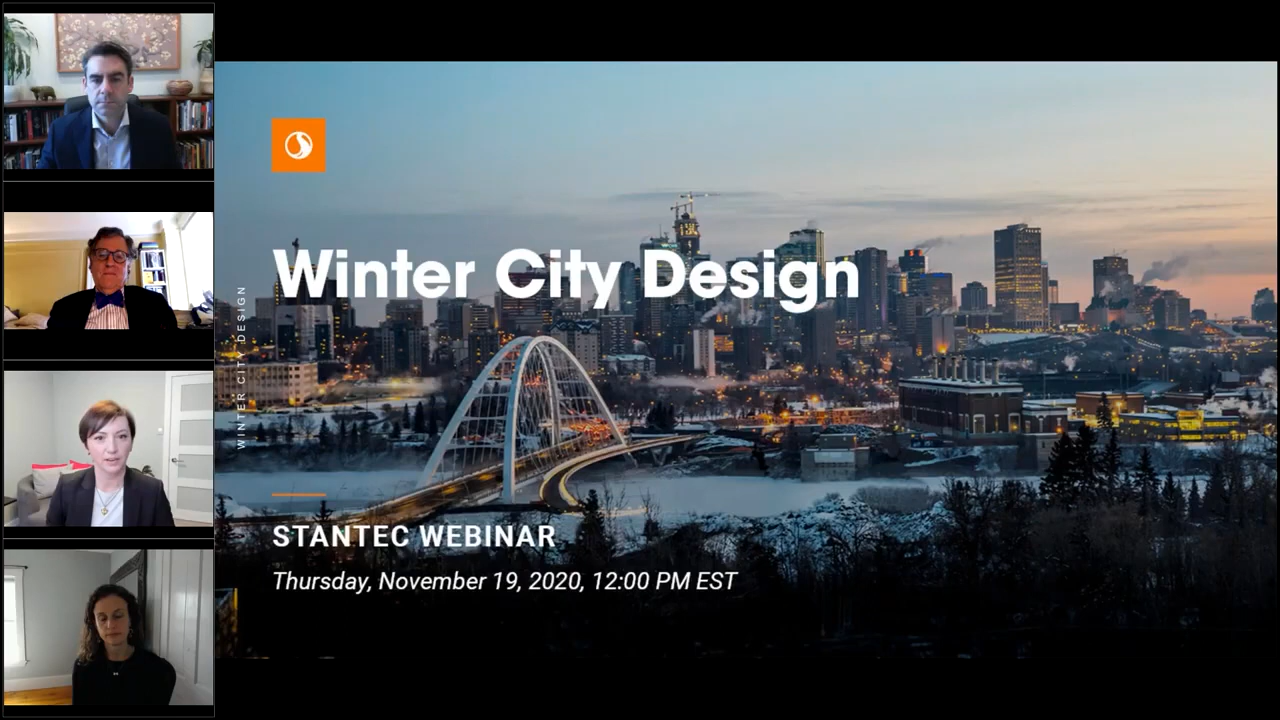 Winter City Design
WINTER CITY DESIGN
STANTEC WEBINAR
Thursday, November 19, 2020, 12:00 PM EST